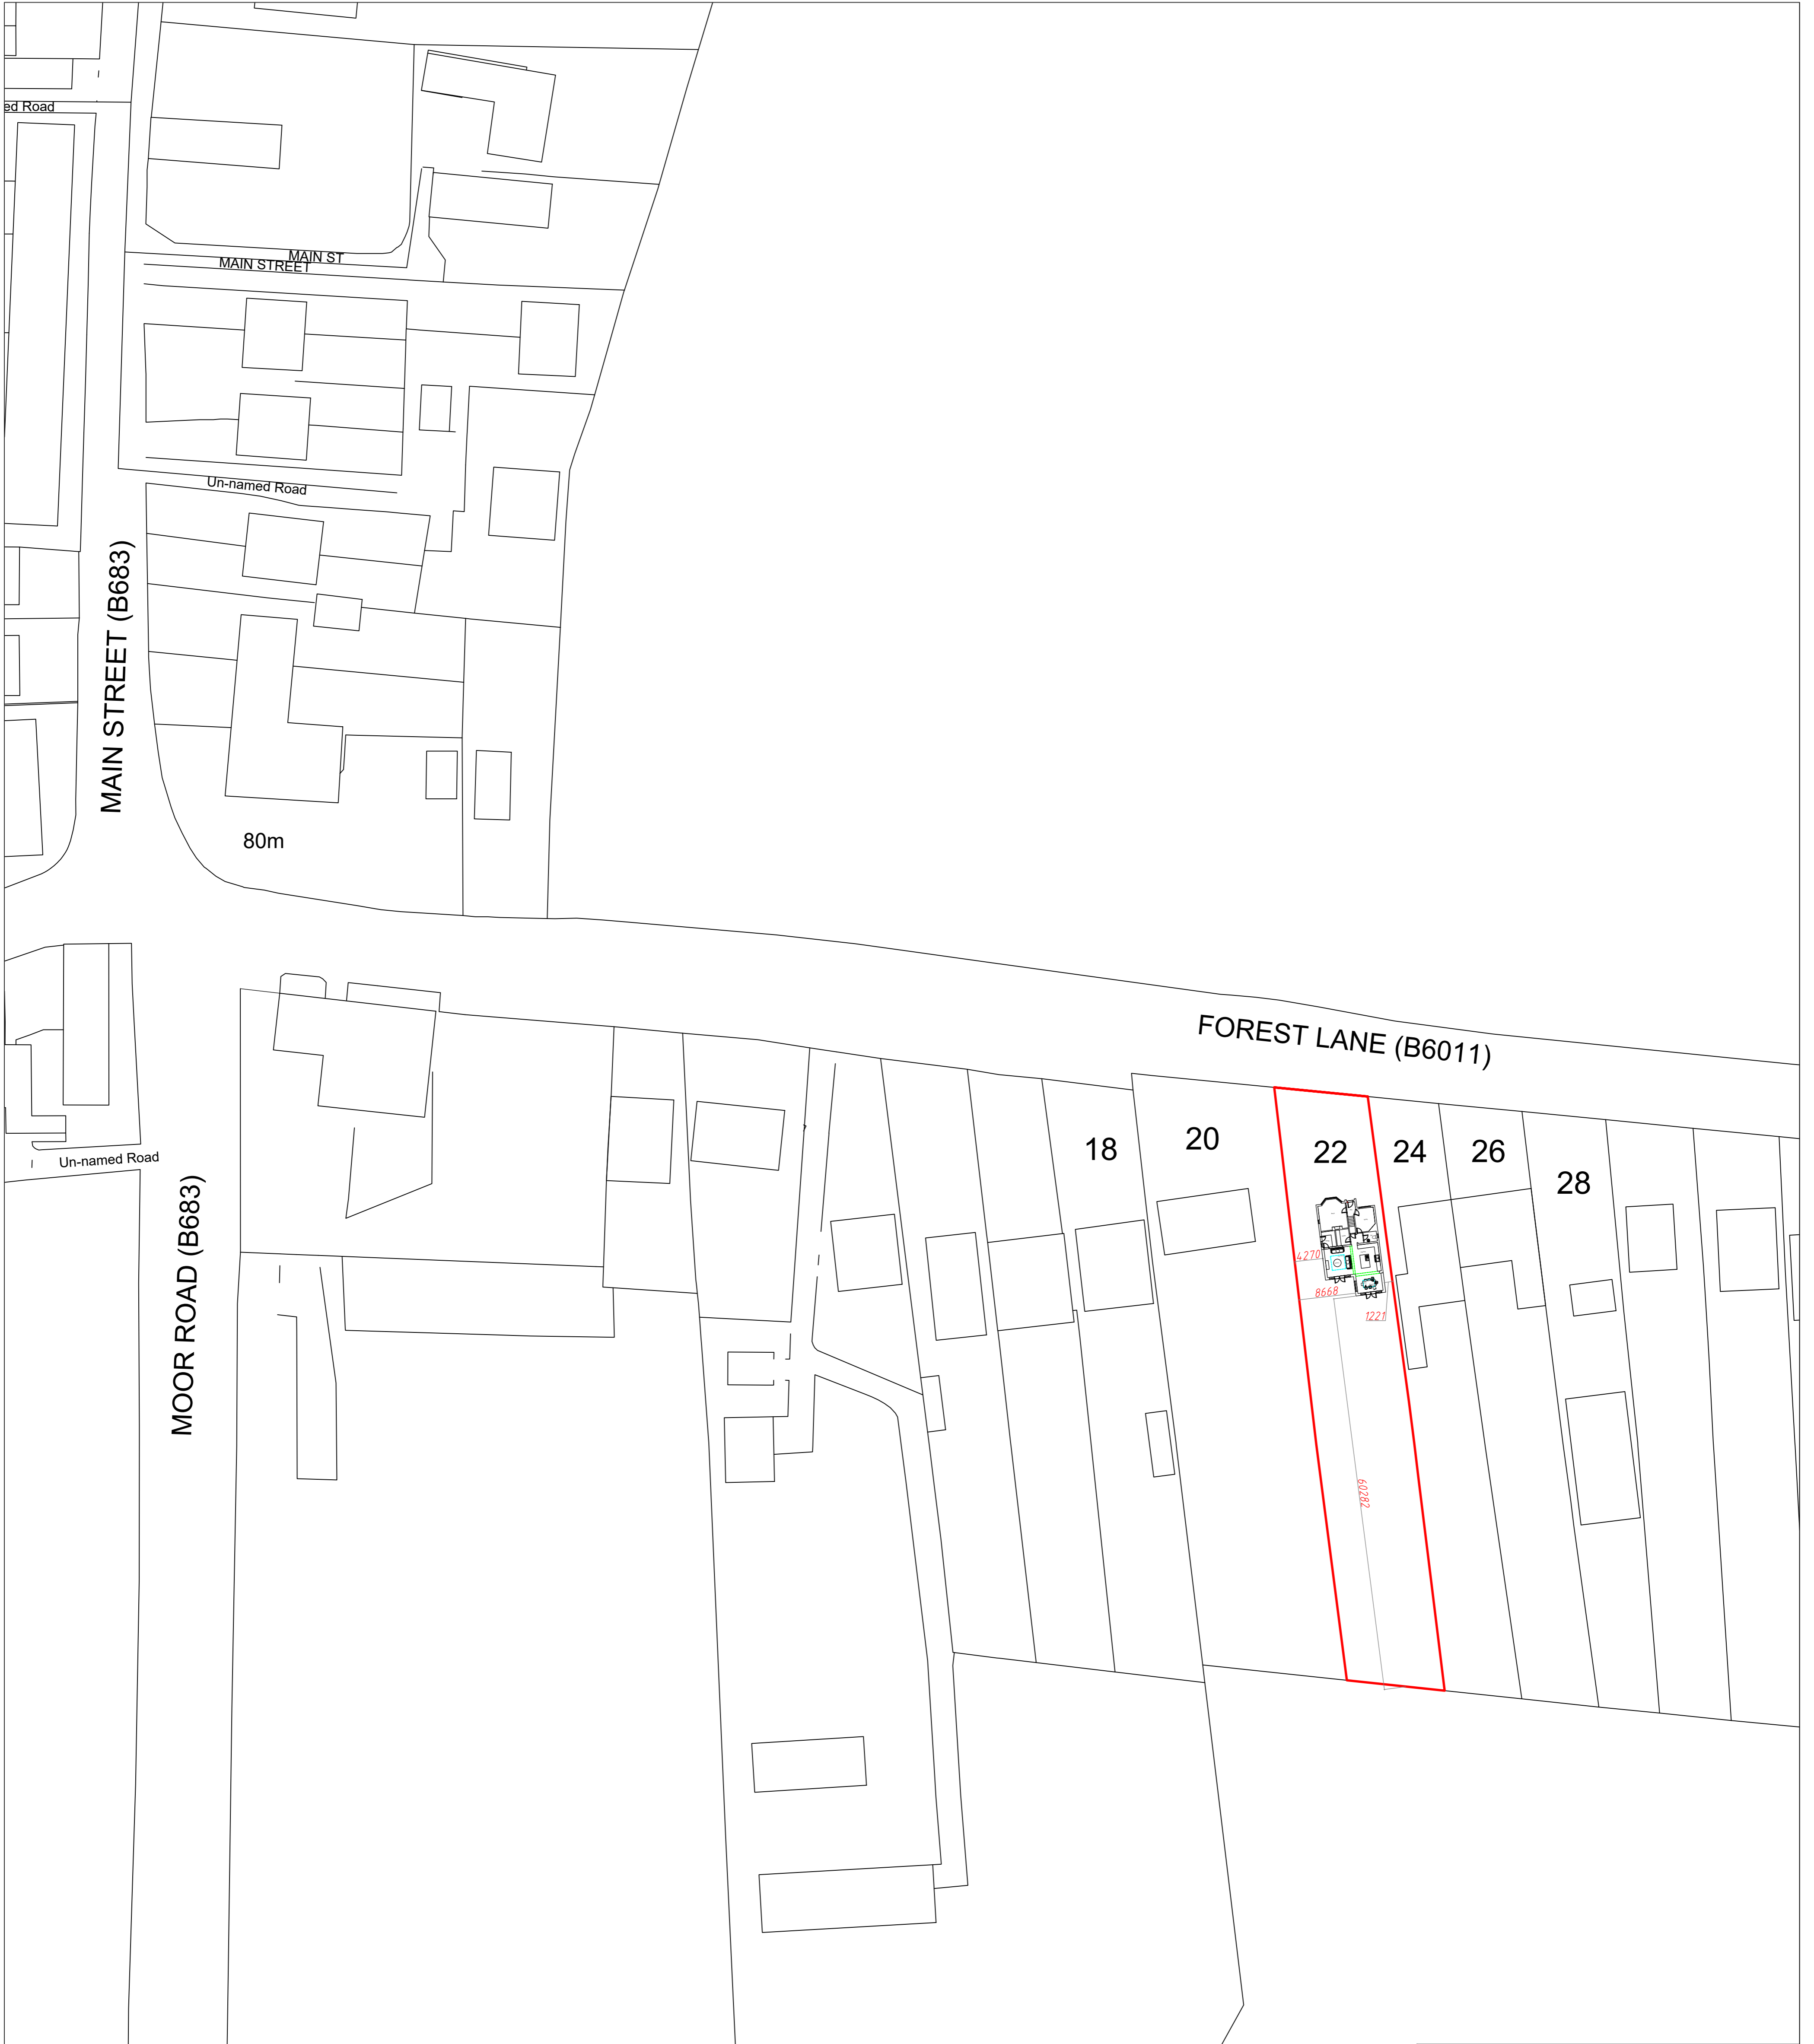 ed Road
MAIN ST
MAIN STREET
Un-named Road
MAIN STREET (B683)
80m
FOREST LANE (B6011)
18
20
22
24
26
28
Un-named Road
MOOR ROAD (B683)
4270
8668
1221
60282